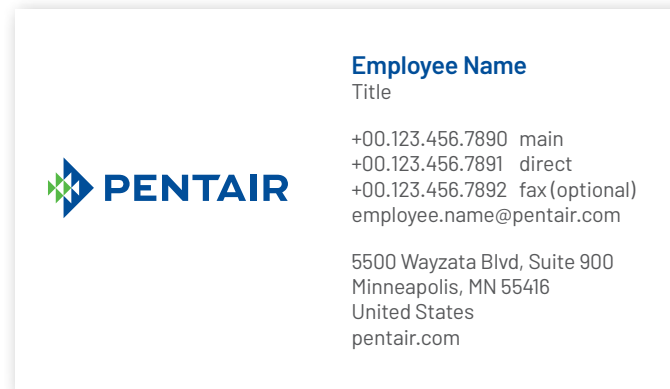 PENTAIR
Employee Name
Title
+00.123.456.7890 main
+00.123.456.7891 direct
+00.123.456.7892 fax (optional)
employee.name@pentair.com
5500 Wayzata Blvd, Suite 900
Minneapolis, MN 55416
United States
pentair.com